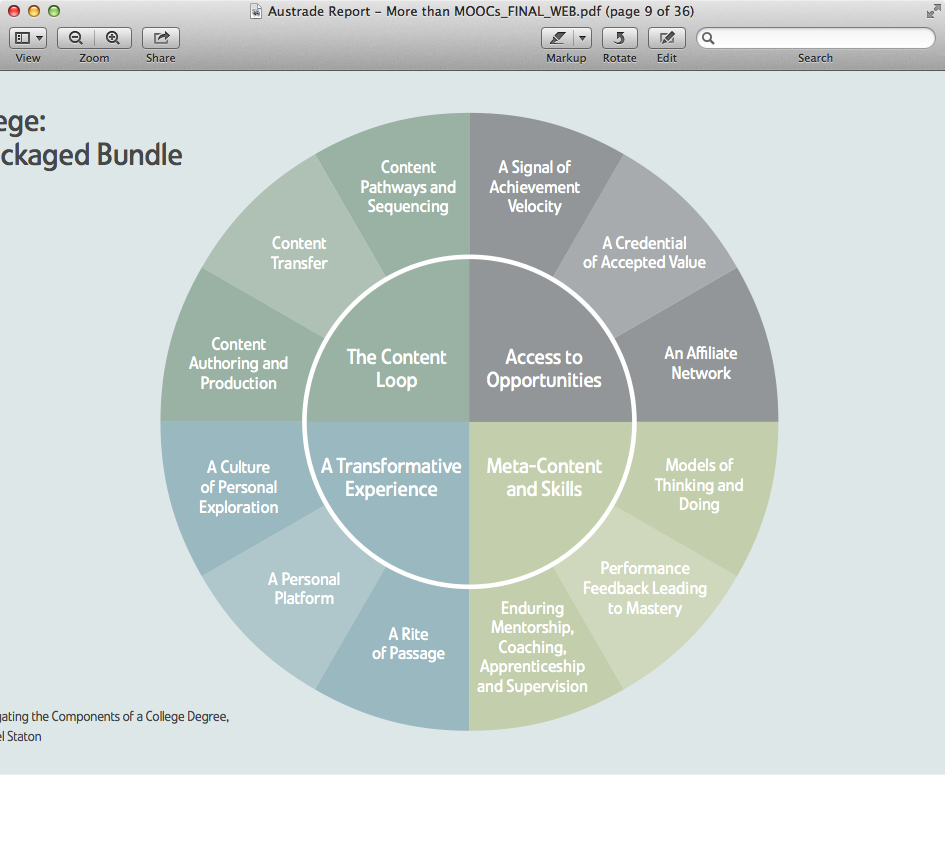 Austrade Report – More than MOOCs_FINAL_WEB.pdf (page 9 of 36)
View
Zoom
Share
Markup
Rotate
Edit
Search
ege:
ckaged Bundle
Content
Pathways and
Sequencing
A Signal of
Achievement
Velocity
Content
Transfer
A Credential
of Accepted Value
Content
Authoring and
Production
The Content
Loop
Access to
Opportunities
An Affiliate
Network
A Culture
of Personal
Exploration
A Transformative
Experience
Meta-Content
and Skills
Models of
Thinking and
Doing
A Personal
Platform
Performance
Feedback Leading
to Mastery
A Rite
of Passage
Enduring
Mentorship,
Coaching,
Apprenticeship
and Supervision
gating the Components of a College Degree,
el Staton